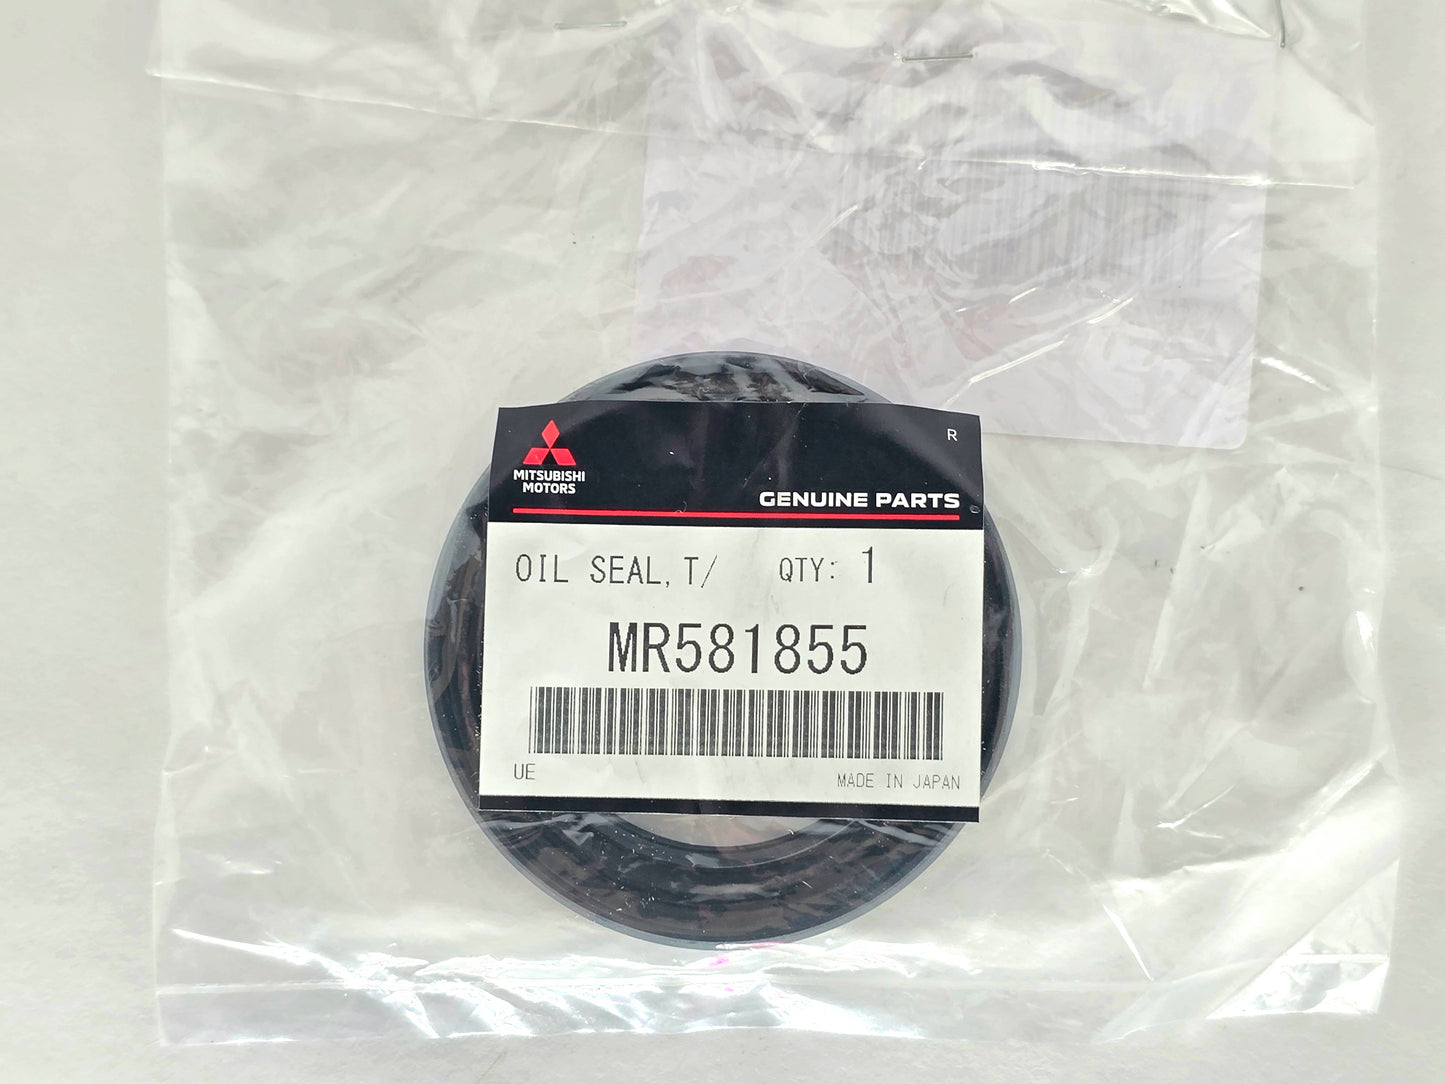 R
MITSUBISHI
MOTORS
GENUINE PARTS
OIL SEAL,T/ QTY: 1
MR581855
UE MADE IN JAPAN